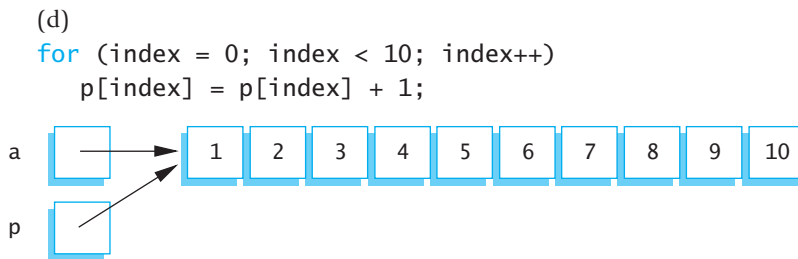 (d)
for (index = 0; index < 10; index++)
p[index] = p[index] + 1;
a 1 2 3 4 5 6 7 8 9 10
p